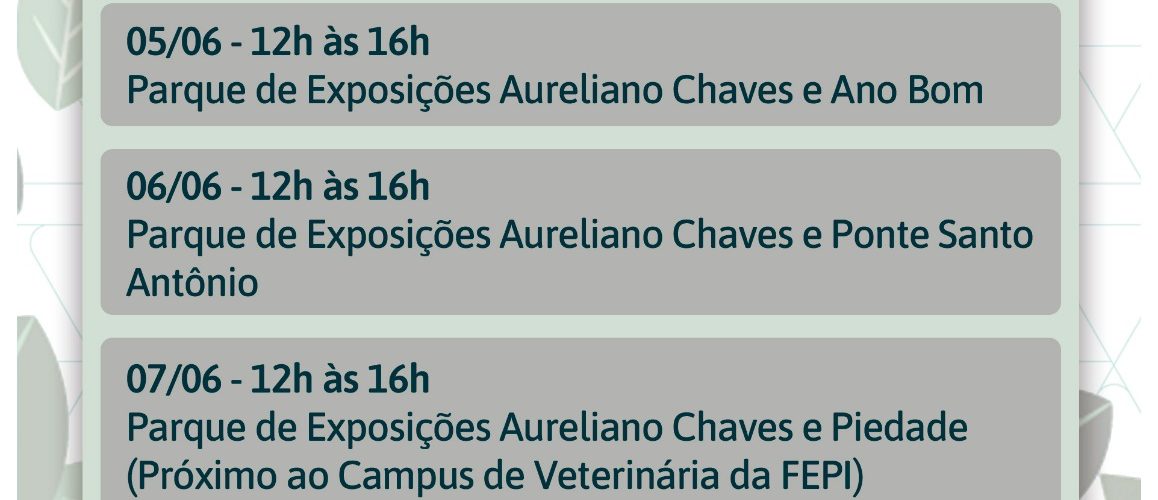 05/06 - 12h às 16h
Parque de Exposições Aureliano Chaves e Ano Bom
06/06 - 12h às 16h
Parque de Exposições Aureliano Chaves e Ponte Santo
Antônio
07/06 - 12h às 16h
Parque de Exposições Aureliano Chaves e Piedade
(Próximo ao Campus de Veterinária da FEPI)